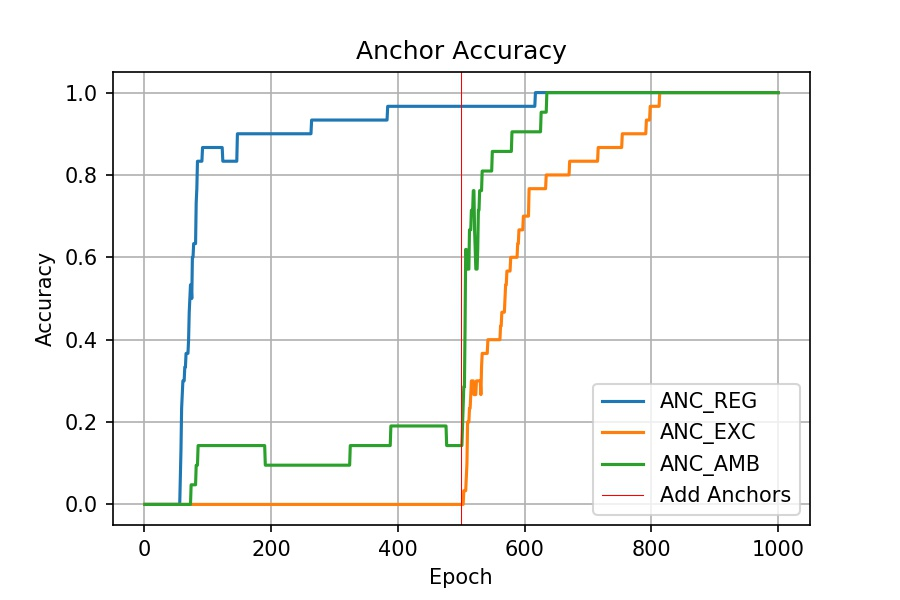 Anchor Accuracy
1.0
0.8
0.6
0.4
0.2
0.0
Accuracy
ANC_REG
ANC_EXC
ANC_AMB
Add Anchors
0 200 400 600 800 1000
Epoch